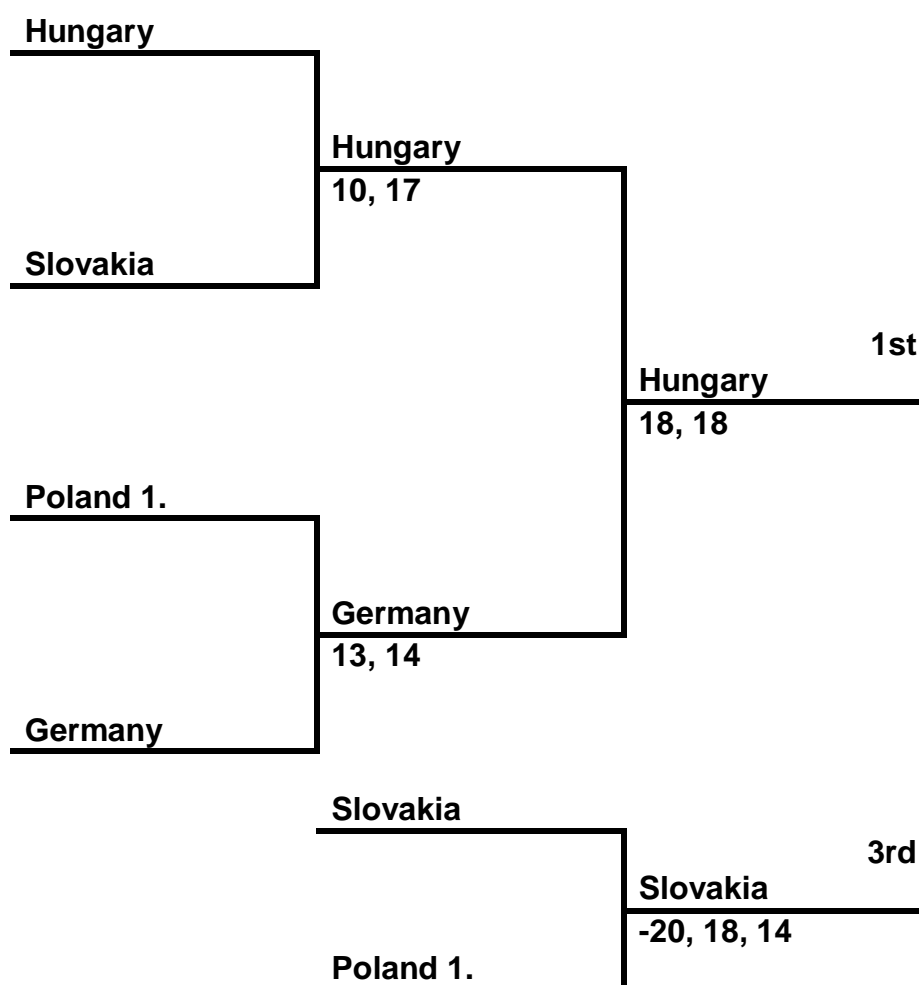 Hungary
Hungary
10, 17
Slovakia
1st
Hungary
18, 18
Poland 1.
Germany
13, 14
Germany
Slovakia
3rd
Slovakia
-20, 18, 14
Poland 1.